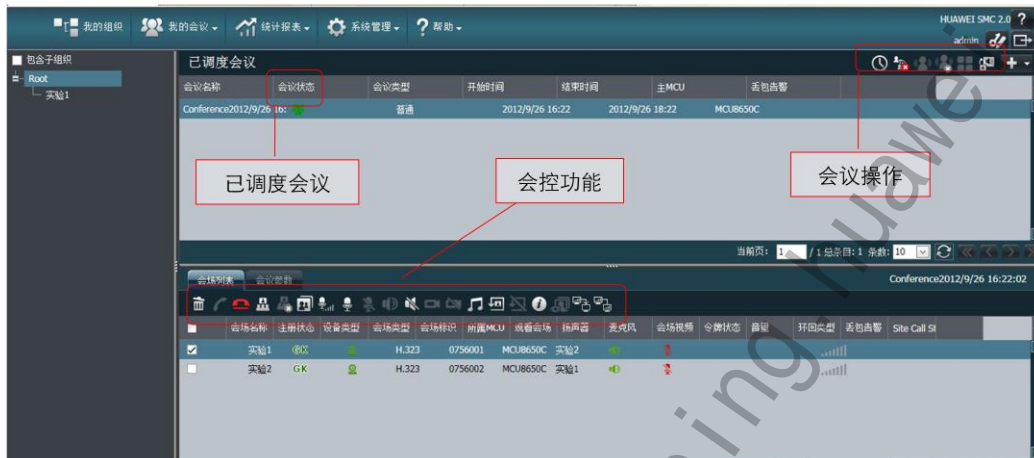 HUAWEI SMC 2.0 ?
我的组织 我的会议 统计报表 系统管理 ? 帮助
admin
包含子组织
Root
实验1
已调度会议
会议名称 会议状态 会议类型 开始时间 结束时间 主MCU 丢包告警
Conference2012/9/26 16: 普通 2012/9/26 16:22 2012/9/26 18:22 MCU8650C
已调度会议
会控功能
会议操作
当前页: 1 / 1 总条目: 1 条数: 10
会场列表 会议参数 Conference2012/9/26 16:22:02
会场名称 注册状态 设备类型 会场类型 会场标识 所属MCU 观看会场 扬声器 麦克风 会场视频 令牌状态 音量 环回类型 丢包告警 Site Call St
实验1 GK H.323 0756001 MCU8650C 实验2
实验2 GK H.323 0756002 MCU8650C 实验1
ing.huawei